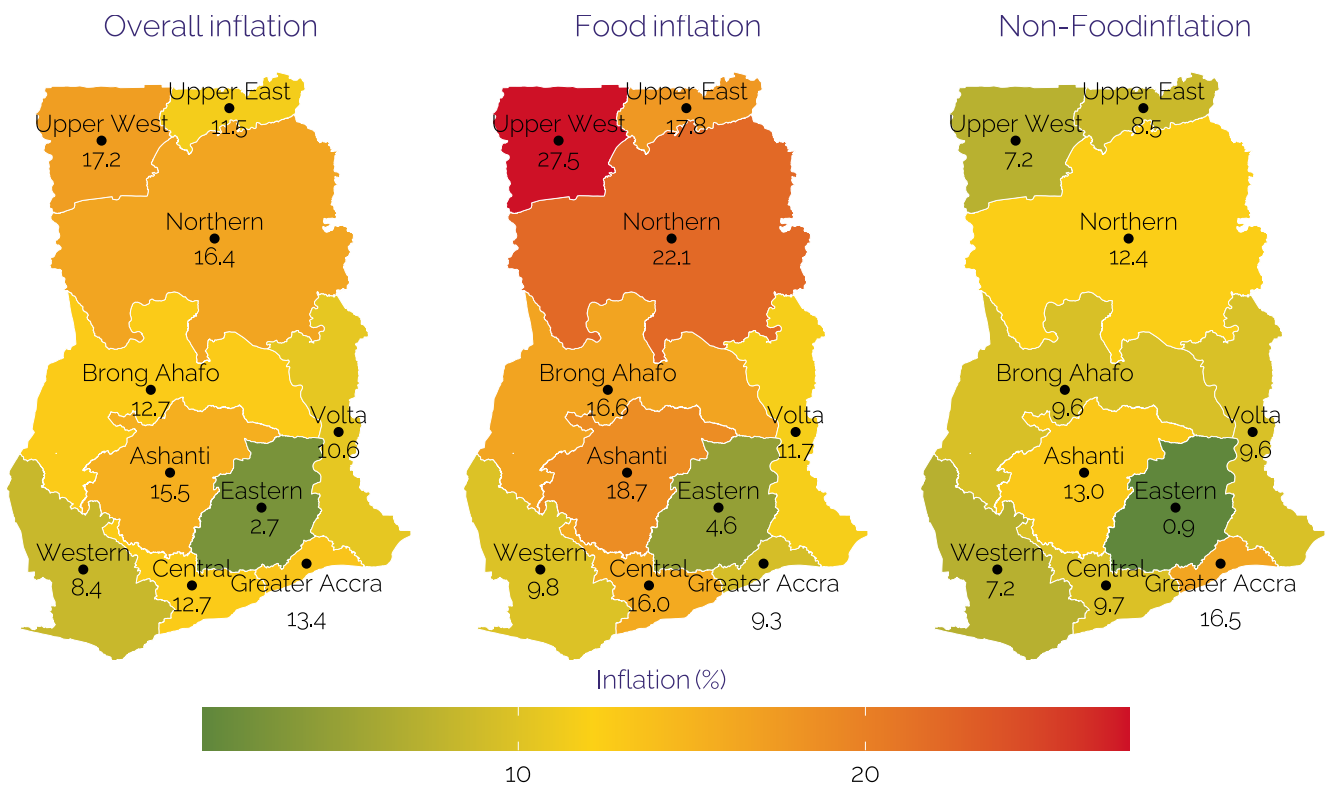 Overall inflation
Upper East
11.5
Upper West
17.2
Northern
16.4
Brong Ahafo
12.7
Volta
10.6
Ashanti
15.5
Eastern
2.7
Western
8.4
Central
12.7
Greater Accra
13.4
Food inflation
Upper East
17.8
Upper West
27.5
Northern
22.1
Brong Ahafo
16.6
Volta
11.7
Ashanti
18.7
Eastern
4.6
Western
9.8
Central
16.0
Greater Accra
9.3
Non-Foodinflation
Upper East
8.5
Upper West
7.2
Northern
12.4
Brong Ahafo
9.6
Volta
9.6
Ashanti
13.0
Eastern
0.9
Western
7.2
Central
9.7
Greater Accra
16.5
Inflation (%)
10
20